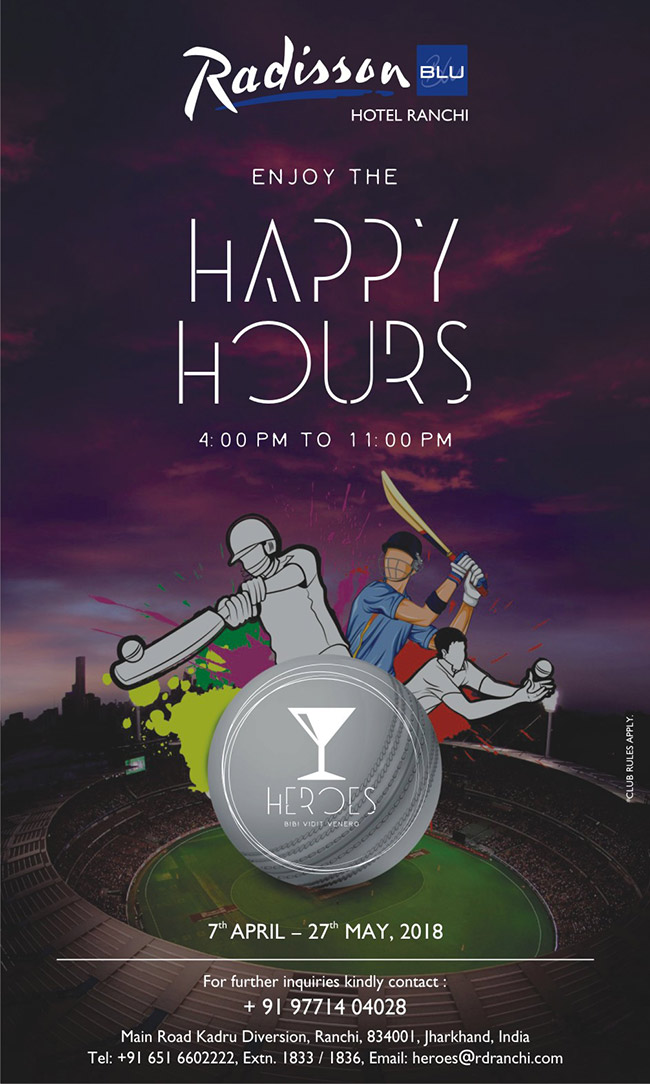 Radisson BLU
HOTEL RANCHI
ENJOY THE
HAPPY
HOURS
4:00 PM TO 11:00 PM
*CLUB RULES APPLY.
HEROES
BIBI VIDIT VENERO
7th APRIL – 27th MAY, 2018
For further inquiries kindly contact :
+ 91 97714 04028
Main Road Kadru Diversion, Ranchi, 834001, Jharkhand, India
Tel: +91 651 6602222, Extn. 1833 / 1836, Email: heroes@rdranchi.com